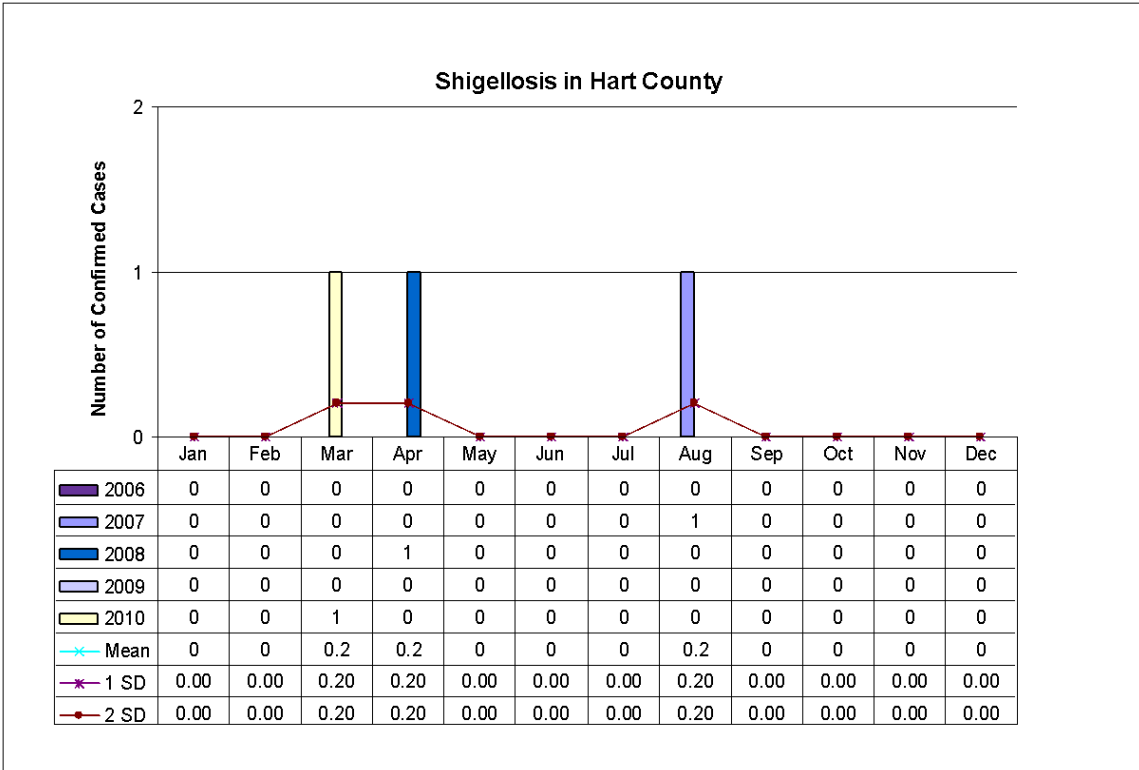 Shigellosis in Hart County
Number of Confirmed Cases
2
1
0
Jan Feb Mar Apr May Jun Jul Aug Sep Oct Nov Dec
2006 0 0 0 0 0 0 0 0 0 0 0 0
2007 0 0 0 0 0 0 0 1 0 0 0 0
2008 0 0 0 1 0 0 0 0 0 0 0 0
2009 0 0 0 0 0 0 0 0 0 0 0 0
2010 0 0 1 0 0 0 0 0 0 0 0 0
Mean 0 0 0.2 0.2 0 0 0 0.2 0 0 0 0
1 SD 0.00 0.00 0.20 0.20 0.00 0.00 0.00 0.20 0.00 0.00 0.00 0.00
2 SD 0.00 0.00 0.20 0.20 0.00 0.00 0.00 0.20 0.00 0.00 0.00 0.00